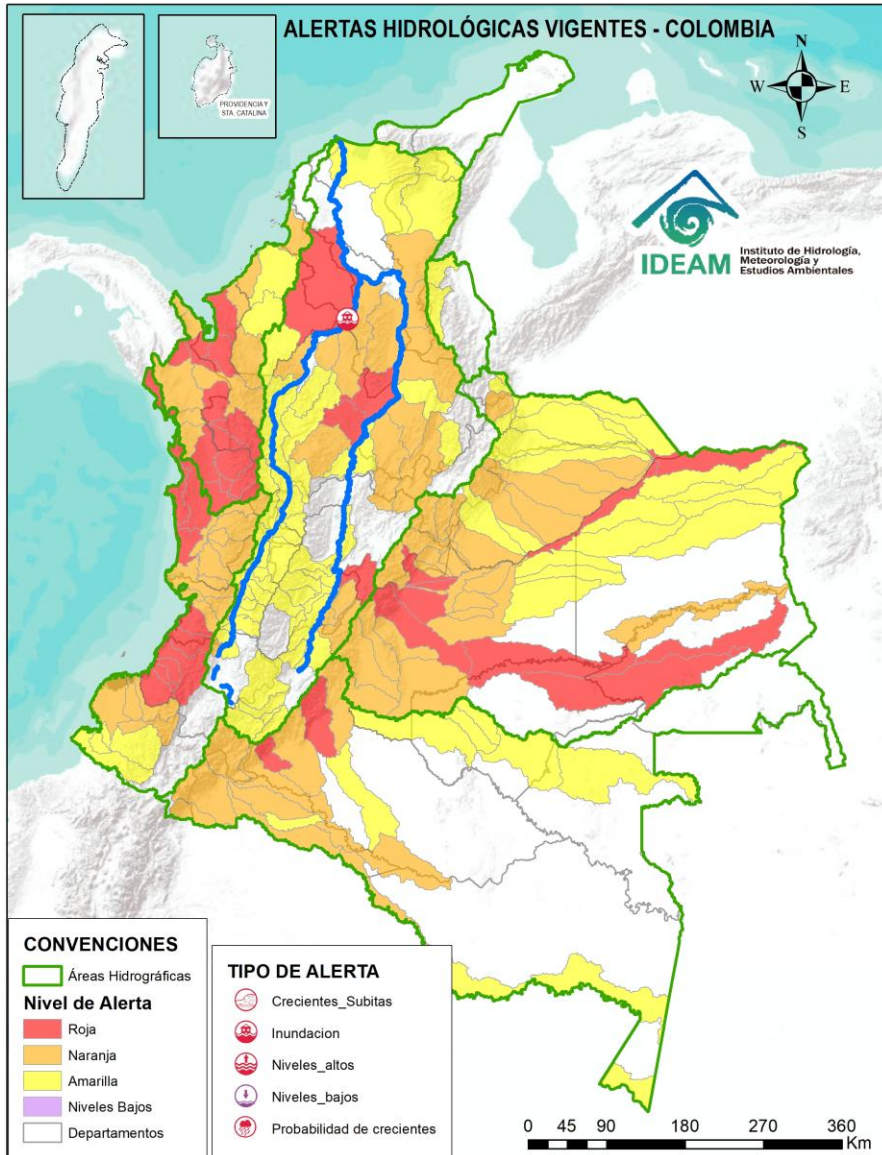 ALERTAS HIDROLÓGICAS VIGENTES - COLOMBIA
PROVIDENCIA Y
STA. CATALINA
N
W
E
S
IDEAM
Instituto de Hidrología,
Meteorología y
Estudios Ambientales
CONVENCIONES
Áreas Hidrográficas
Nivel de Alerta
Roja
Naranja
Amarilla
Niveles Bajos
Departamentos
TIPO DE ALERTA
Crecientes_Subitas
Inundacion
Niveles_altos
Niveles_bajos
Probabilidad de crecientes
0 45 90 180 270 360
Km